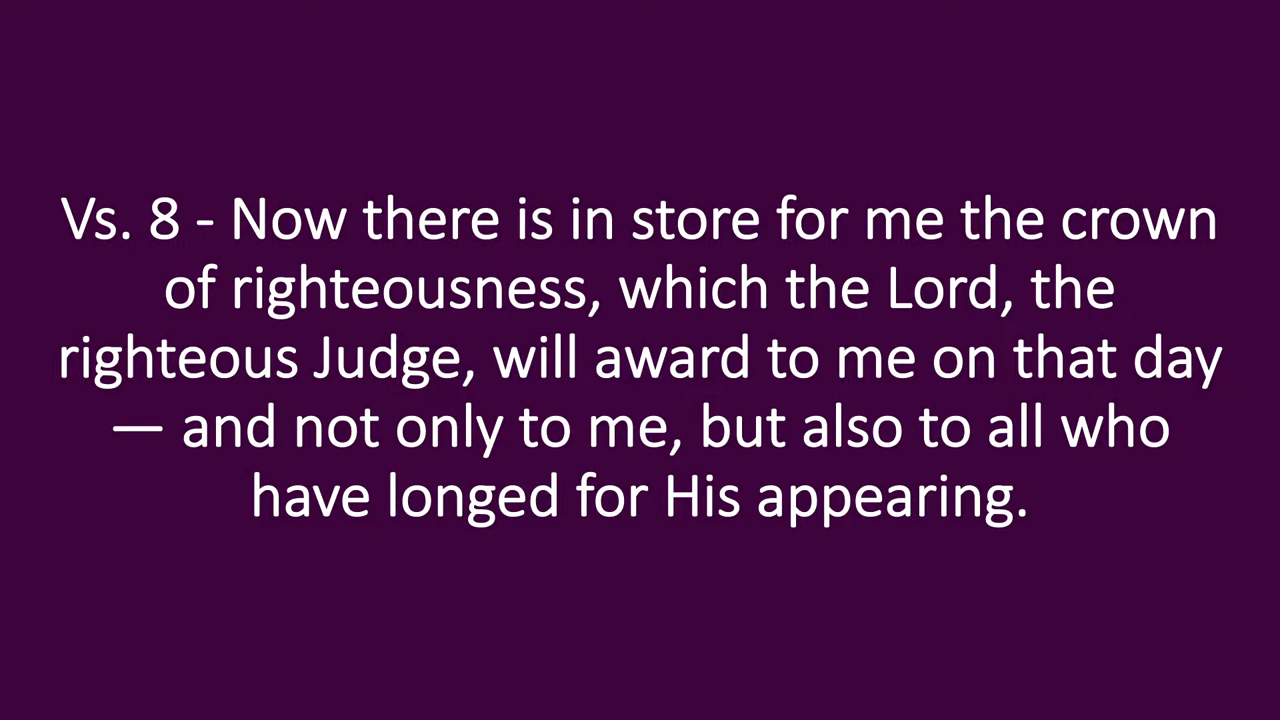 Vs. 8 - Now there is in store for me the crown
of righteousness, which the Lord, the
righteous Judge, will award to me on that day
— and not only to me, but also to all who
have longed for His appearing.